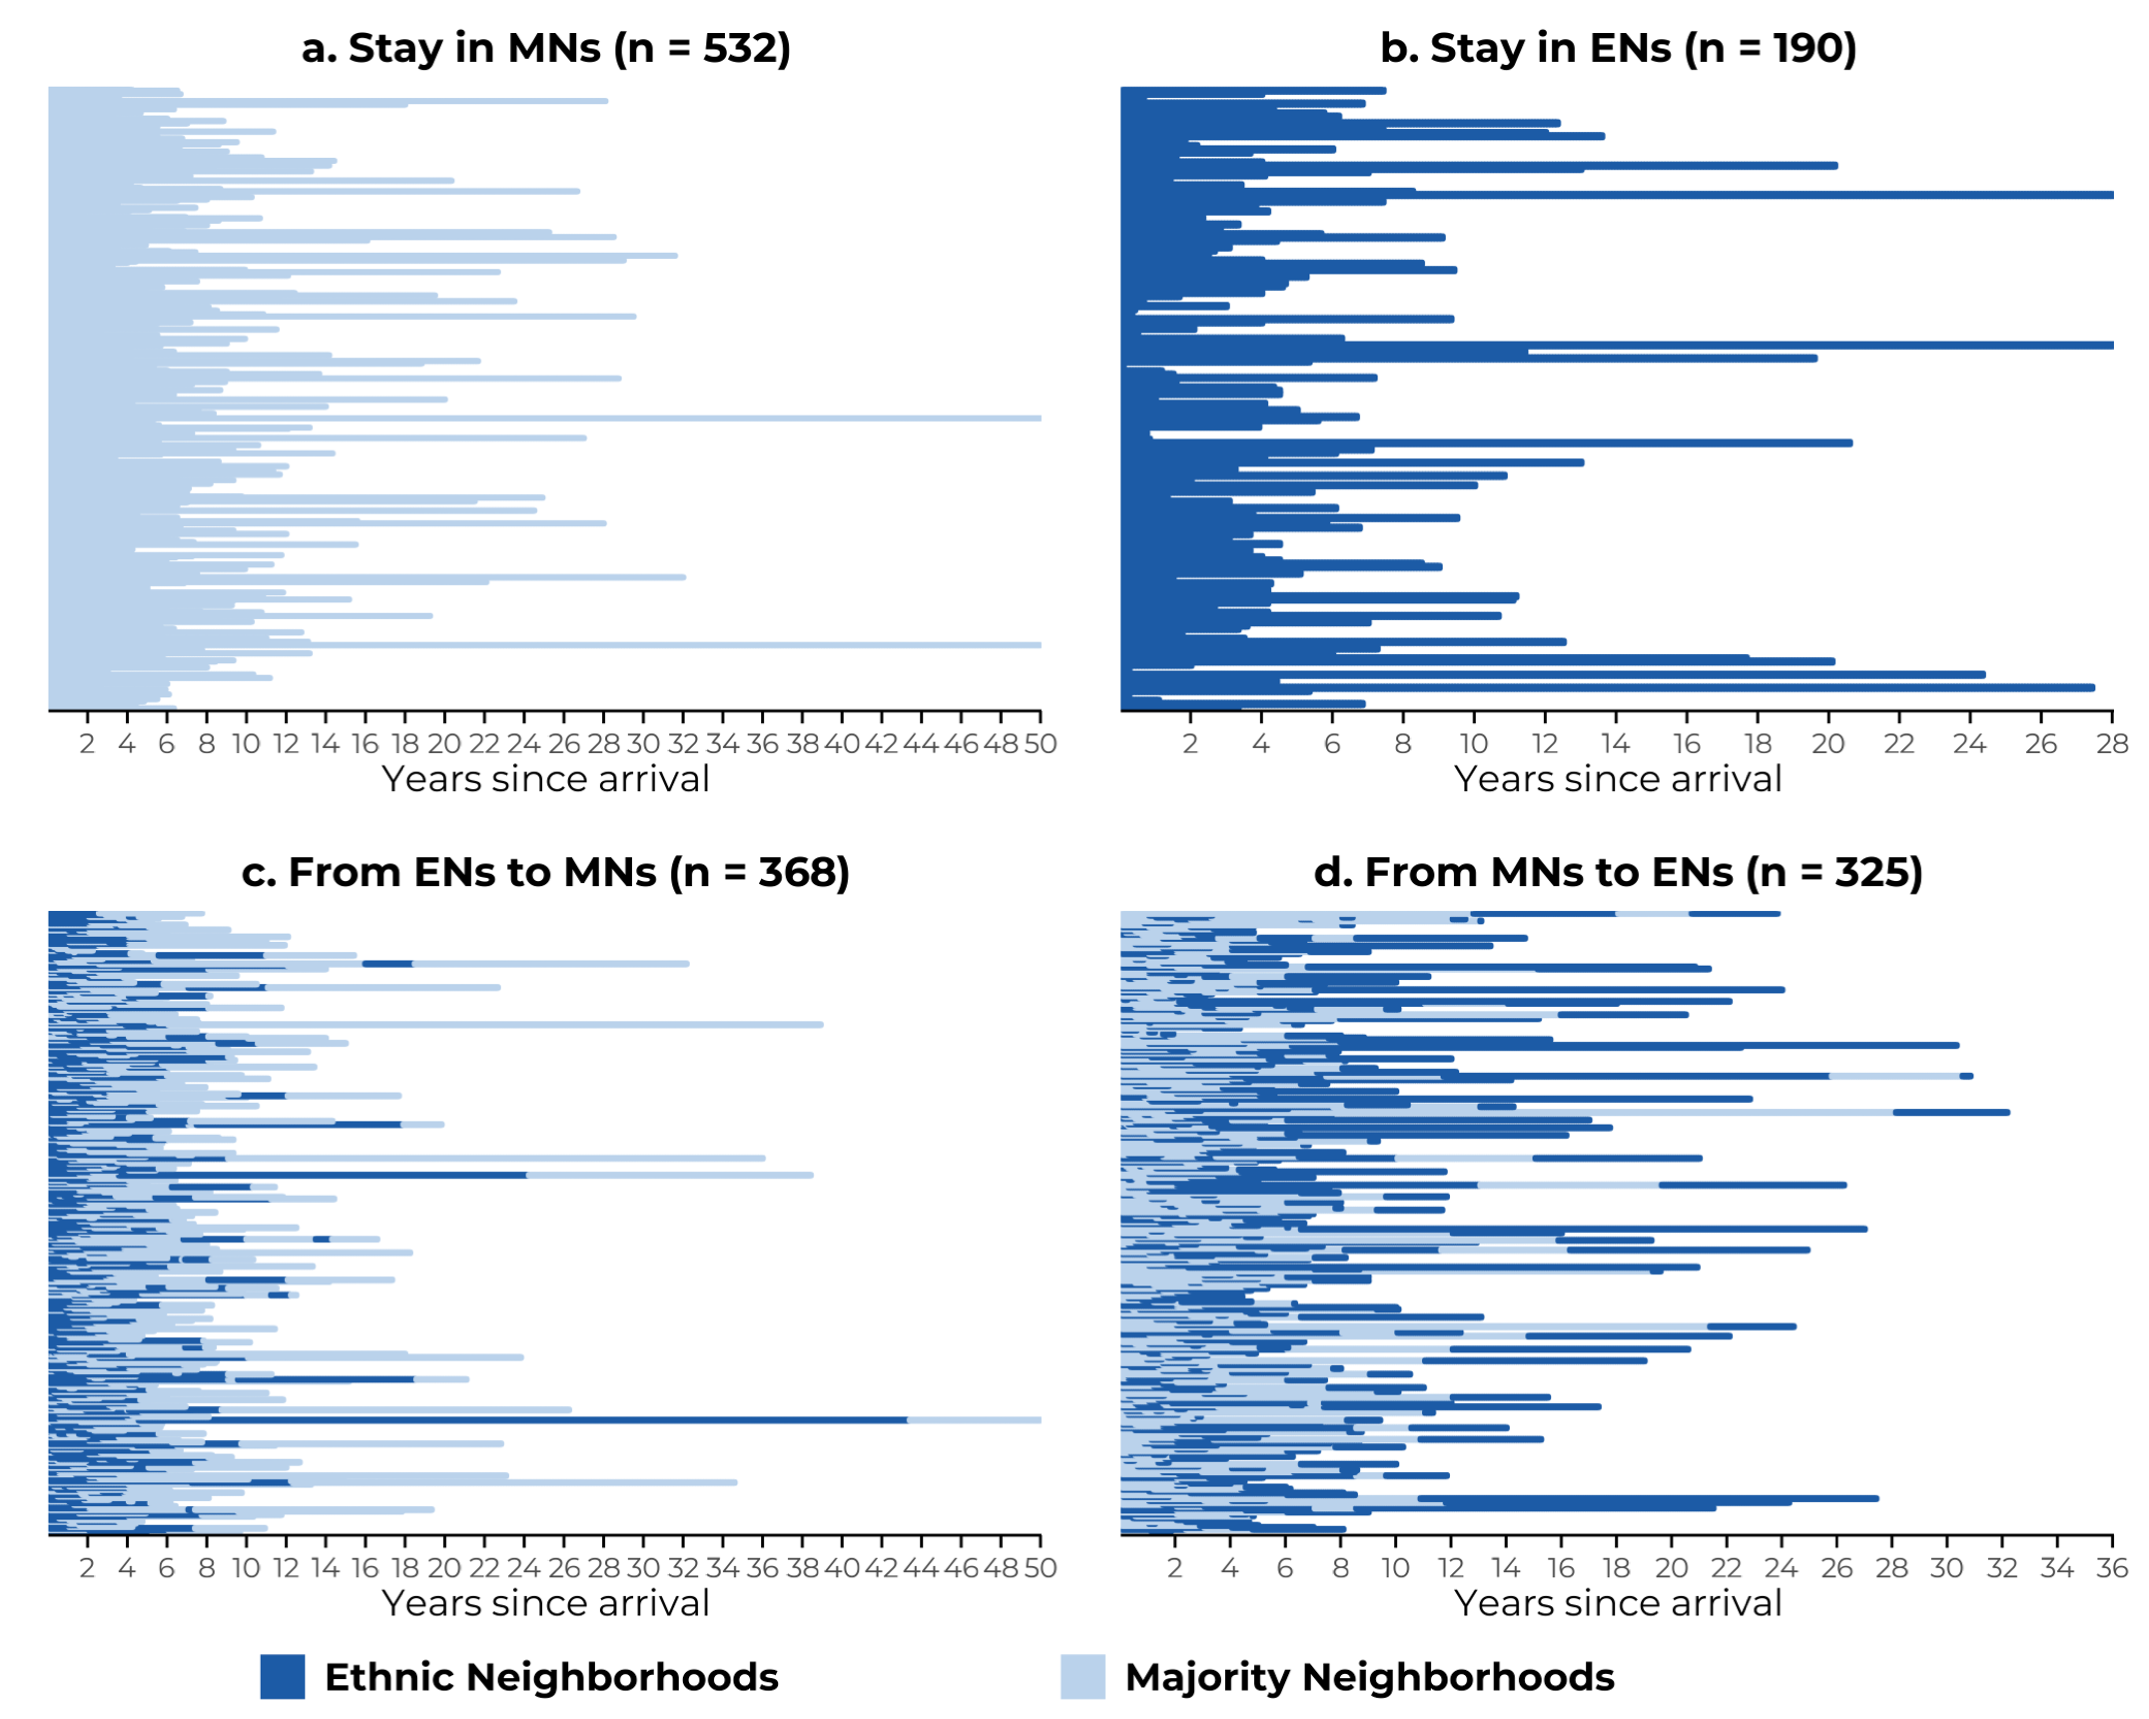 a. Stay in MNs (n = 532)
b. Stay in ENs (n = 190)
2 4 6 8 10 12 14 16 18 20 22 24 26 28 30 32 34 36 38 40 42 44 46 48 50
2 4 6 8 10 12 14 16 18 20 22 24 26 28
Years since arrival
Years since arrival
c. From ENs to MNs (n = 368)
d. From MNs to ENs (n = 325)
2 4 6 8 10 12 14 16 18 20 22 24 26 28 30 32 34 36 38 40 42 44 46 48 50
2 4 6 8 10 12 14 16 18 20 22 24 26 28 30 32 34 36
Years since arrival
Years since arrival
Ethnic Neighborhoods
Majority Neighborhoods